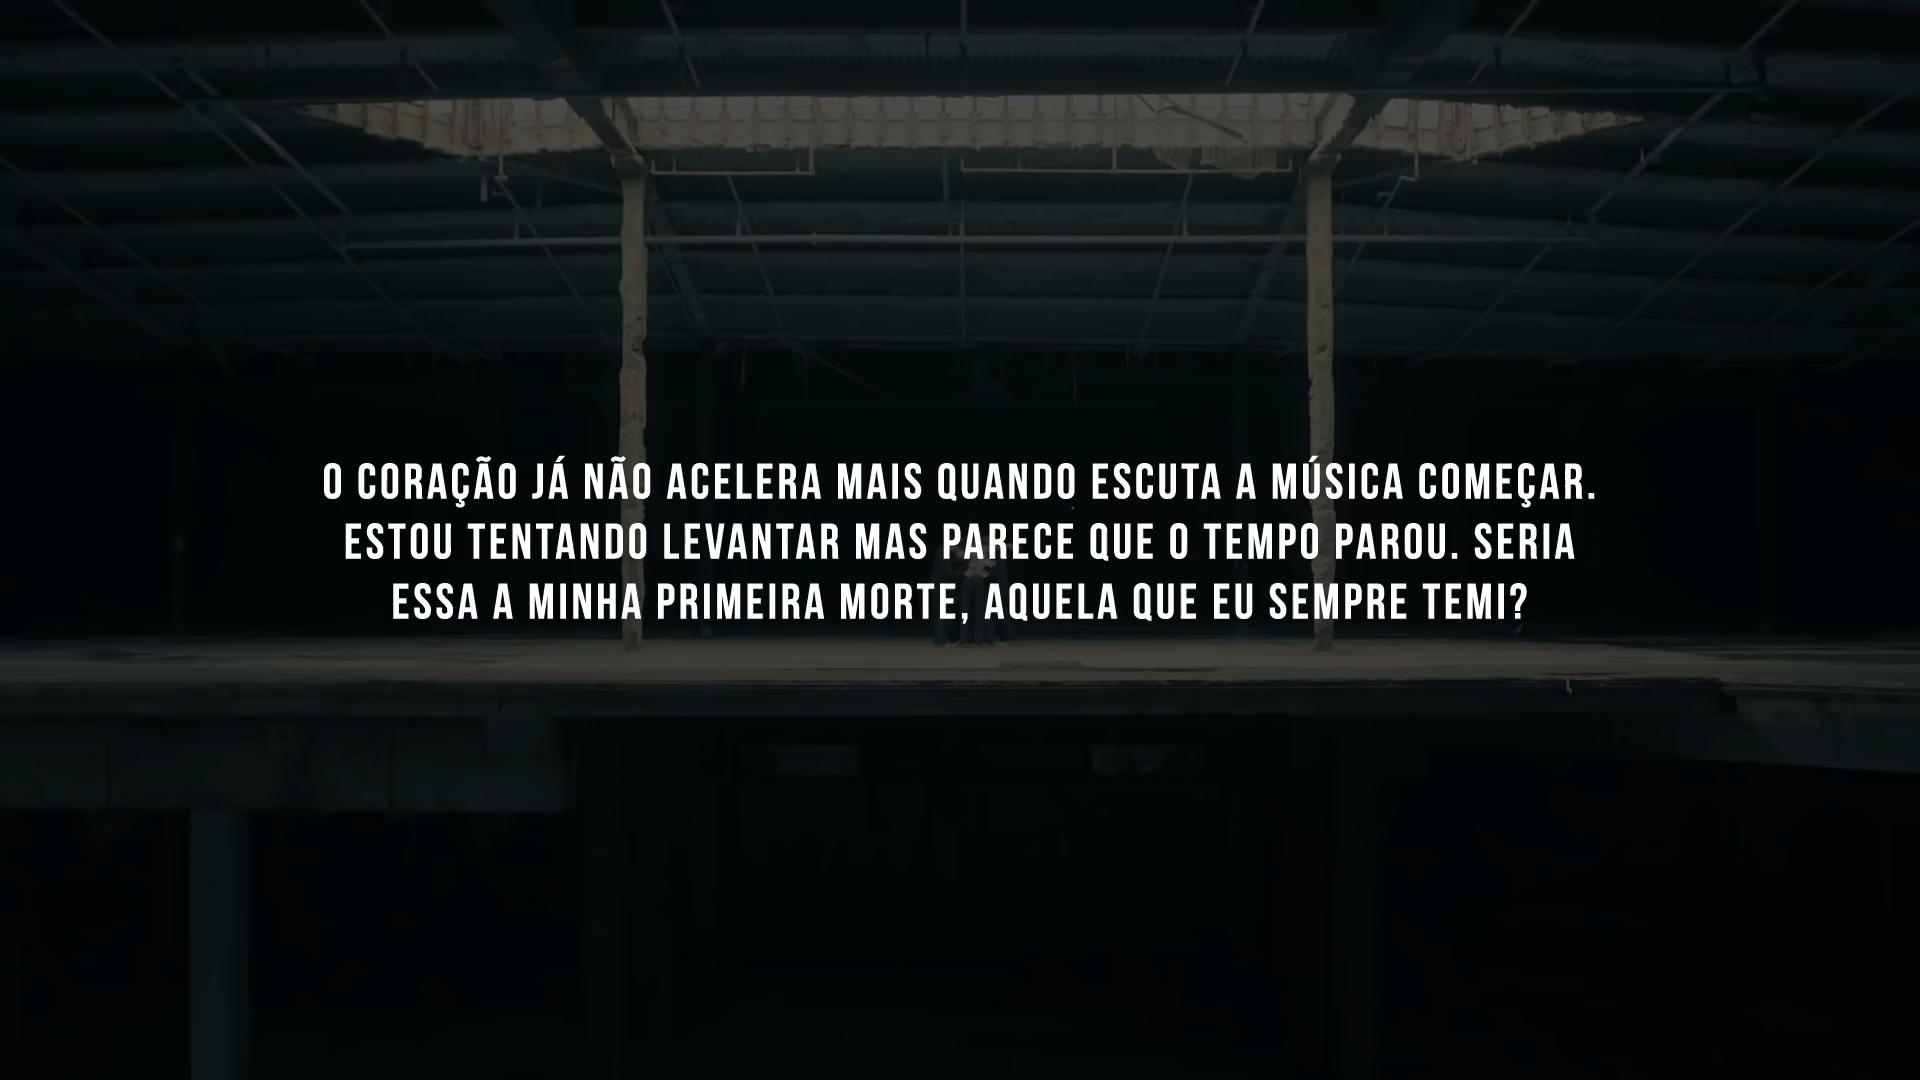 O CORAÇÃO JÁ NÃO ACELERA MAIS QUANDO ESCUTA A MÚSICA COMEÇAR.
ESTOU TENTANDO LEVANTAR MAS PARECE QUE O TEMPO PAROU. SERIA
ESSA A MINHA PRIMEIRA MORTE, AQUELA QUE EU SEMPRE TEMI?